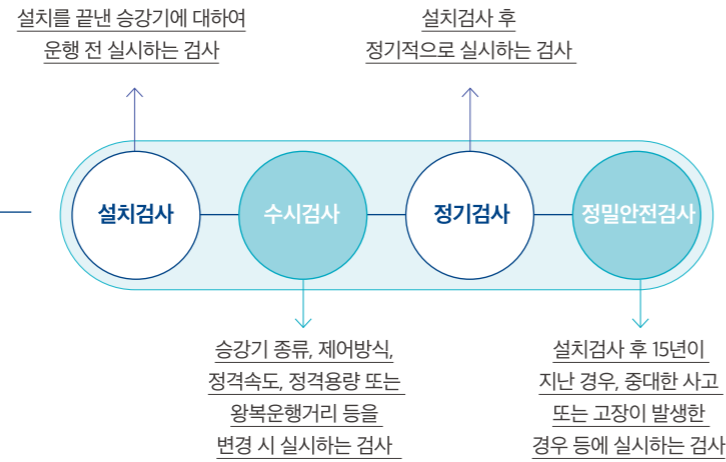 설치를 끝낸 승강기에 대하여
운행 전 실시하는 검사
설치검사 후
정기적으로 실시하는 검사
설치검사
수시검사
정기검사
정밀안전검사
승강기 종류, 제어방식,
정격속도, 정격용량 또는
왕복운행거리 등을
변경 시 실시하는 검사
설치검사 후 15년이
지난 경우, 중대한 사고
또는 고장이 발생한
경우 등에 실시하는 검사